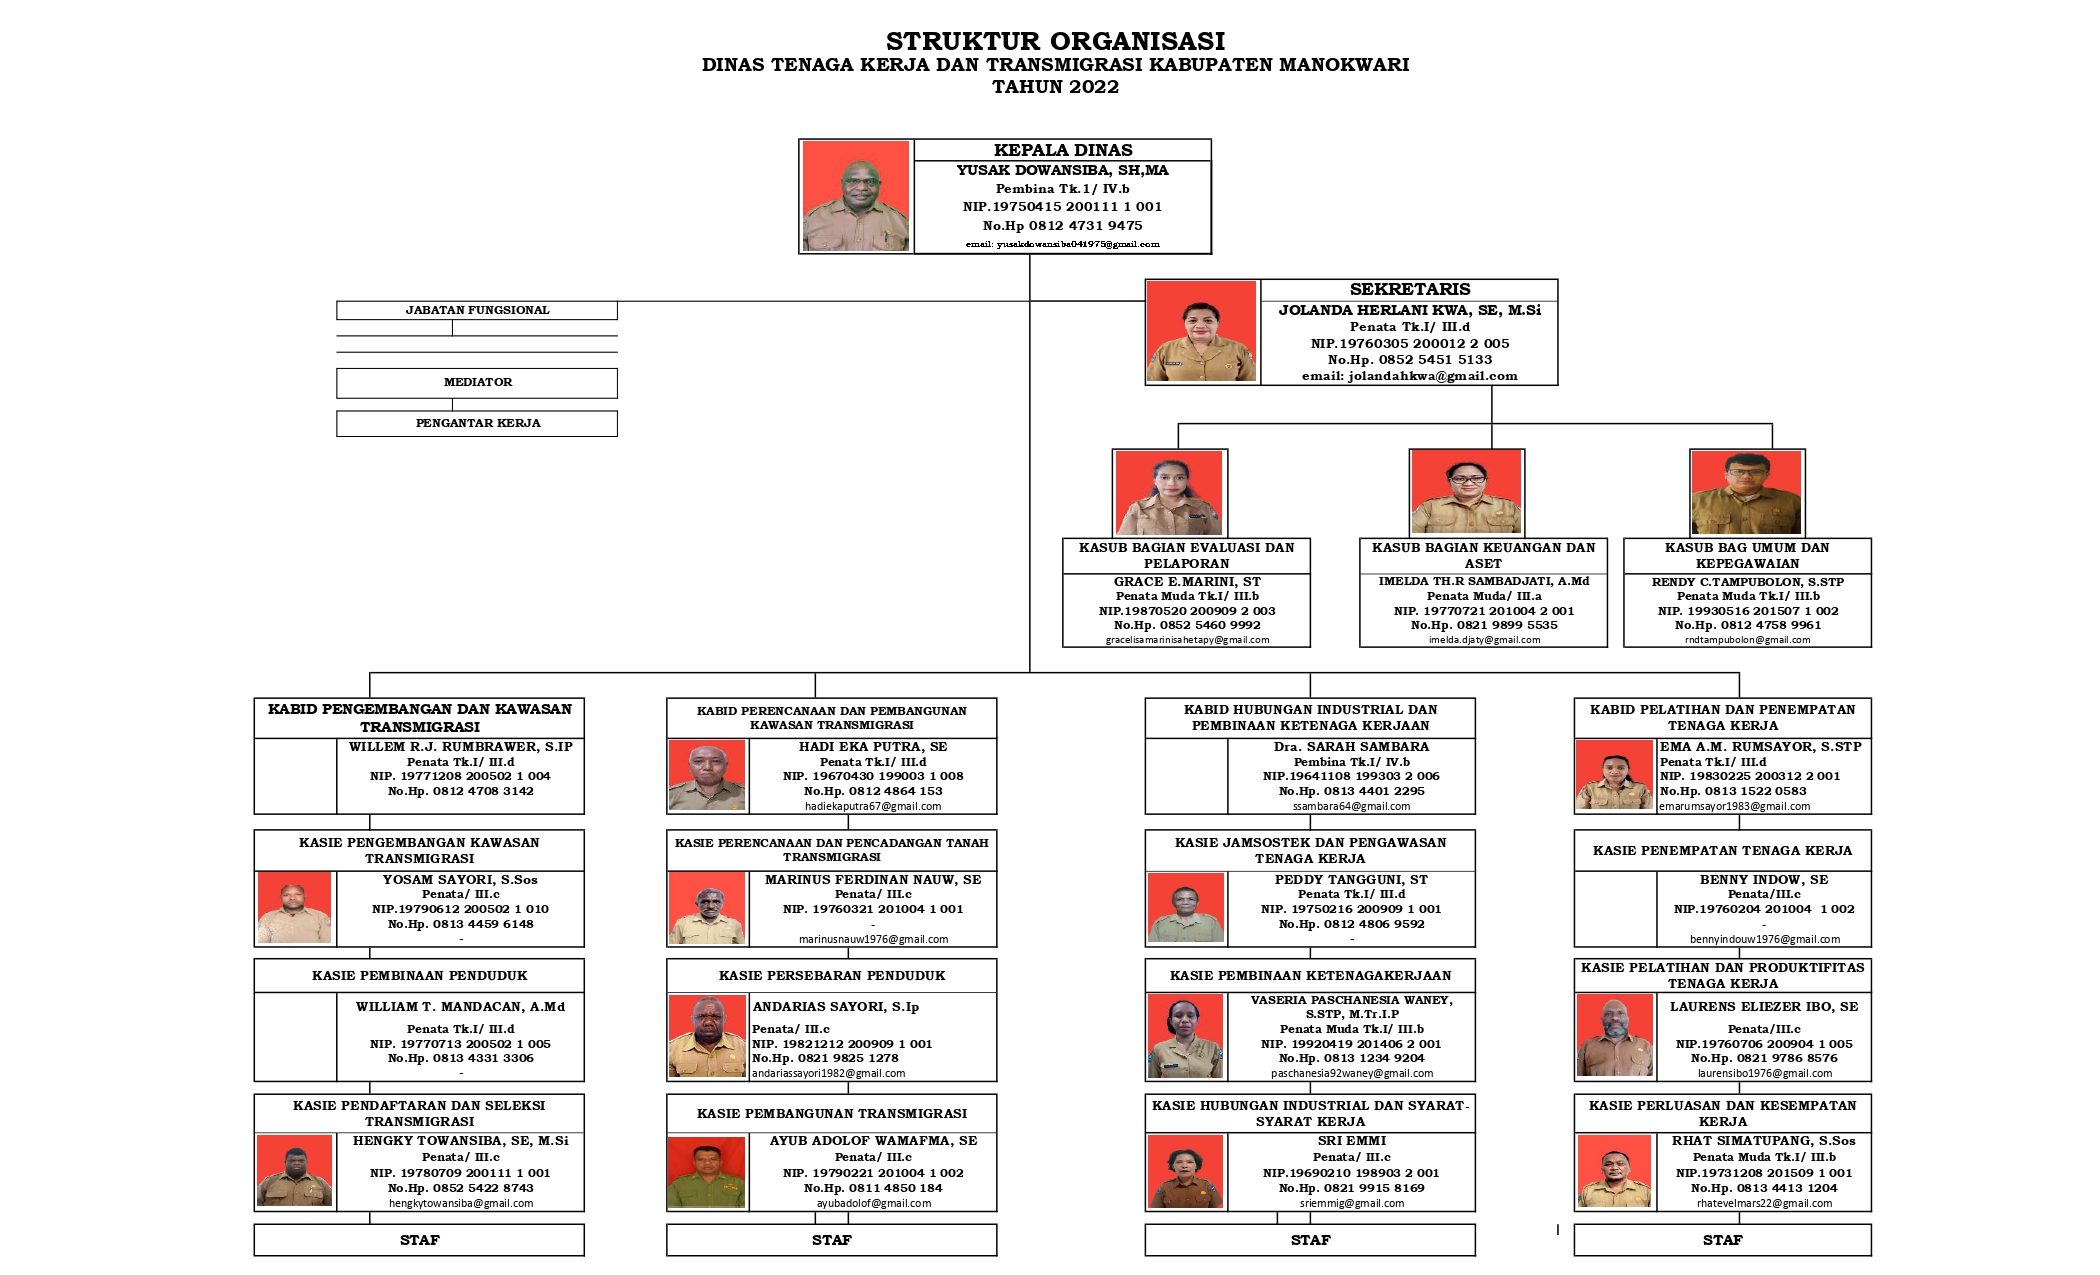 STRUKTUR ORGANISASI
DINAS TENAGA KERJA DAN TRANSMIGRASI KABUPATEN MANOKWARI
TAHUN 2022
KEPALA DINAS
YUSAK DOWANSIBA, SH,MA
Pembina Tk.1/ IV.b
NIP.19750415 200111 1 001
No.Hp 0812 4731 9475
email: yusakdowansiba041975@gmail.com
SEKRETARIS
JOLANDA HERLANI KWA, SE, M.Si
Penata Tk.I/ III.d
NIP.19760305 200012 2 005
No.Hp. 0852 5451 5133
email: jolandahkwa@gmail.com
JABATAN FUNGSIONAL
MEDIATOR
PENGANTAR KERJA
KASUB BAGIAN EVALUASI DAN
PELAPORAN
GRACE E.MARINI, ST
Penata Muda Tk.I/ III.b
NIP.19870520 200909 2 003
No.Hp. 0852 5460 9992
gracelisamarinisahetapy@gmail.com
KASUB BAGIAN KEUANGAN DAN
ASET
IMELDA TH.R SAMBADJATI, A.Md
Penata Muda/ III.a
NIP. 19770721 201004 2 001
No.Hp. 0821 9899 5535
imelda.djaty@gmail.com
KASUB BAG UMUM DAN
KEPEGAWAIAN
RENDY C.TAMPUBOLON, S.STP
Penata Muda Tk.I/ III.b
NIP. 19930516 201507 1 002
No.Hp. 0812 4758 9961
rndtampubolon@gmail.com
KABID PENGEMBANGAN DAN KAWASAN
TRANSMIGRASI
WILLEM R.J. RUMBRAWER, S.IP
Penata Tk.I/ III.d
NIP. 19771208 200502 1 004
No.Hp. 0812 4708 3142
KASIE PENGEMBANGAN KAWASAN
TRANSMIGRASI
YOSAM SAYORI, S.Sos
Penata/ III.c
NIP.19790612 200502 1 010
No.Hp. 0813 4459 6148
-
KASIE PEMBINAAN PENDUDUK
WILLIAM T. MANDACAN, A.Md
Penata Tk.I/ III.d
NIP. 19770713 200502 1 005
No.Hp. 0813 4331 3306
-
KASIE PENDAFTARAN DAN SELEKSI
TRANSMIGRASI
HENGKY TOWANSIBA, SE, M.Si
Penata/ III.c
NIP. 19780709 200111 1 001
No.Hp. 0852 5422 8743
hengkytowansiba@gmail.com
STAF
KABID PERENCANAAN DAN PEMBANGUNAN
KAWASAN TRANSMIGRASI
HADI EKA PUTRA, SE
Penata Tk.I/ III.d
NIP. 19670430 199003 1 008
No.Hp. 0812 4864 153
hadiekaputra67@gmail.com
KASIE PERENCANAAN DAN PENCADANGAN TANAH
TRANSMIGRASI
MARINUS FERDINAN NAUW, SE
Penata/ III.c
NIP. 19760321 201004 1 001
-
marinusnauw1976@gmail.com
KASIE PERSEBARAN PENDUDUK
ANDARIAS SAYORI, S.Ip
Penata/ III.c
NIP. 19821212 200909 1 001
No.Hp. 0821 9825 1278
andariassayori1982@gmail.com
KASIE PEMBANGUNAN TRANSMIGRASI
AYUB ADOLOF WAMAFMA, SE
Penata/ III.c
NIP. 19790221 201004 1 002
No.Hp. 0811 4850 184
ayubadolof@gmail.com
STAF
KABID HUBUNGAN INDUSTRIAL DAN
PEMBINAAN KETENAGA KERJAAN
Dra. SARAH SAMBARA
Pembina Tk.I/ IV.b
NIP.19641108 199303 2 006
No.Hp. 0813 4401 2295
ssambara64@gmail.com
KASIE JAMSOSTEK DAN PENGAWASAN
TENAGA KERJA
PEDDY TANGGUNI, ST
Penata Tk.I/ III.d
NIP. 19750216 200909 1 001
No.Hp. 0812 4806 9592
-
KASIE PEMBINAAN KETENAGAKERJAAN
VASERIA PASCHANESIA WANEY,
S.STP, M.Tr.I.P
Penata Muda Tk.I/ III.b
NIP. 19920419 201406 2 001
No.Hp. 0813 1234 9204
paschanesia92waney@gmail.com
KASIE HUBUNGAN INDUSTRIAL DAN SYARAT-
SYARAT KERJA
SRI EMMI
Penata/ III.c
NIP.19690210 198903 2 001
No.Hp. 0821 9915 8169
sriemmig@gmail.com
STAF
KABID PELATIHAN DAN PENEMPATAN
TENAGA KERJA
EMA A.M. RUMSAYOR, S.STP
Penata Tk.I/ III.d
NIP. 19830225 200312 2 001
No.Hp. 0813 1522 0583
emarumsayor1983@gmail.com
KASIE PENEMPATAN TENAGA KERJA
BENNY INDOW, SE
Penata/III.c
NIP.19760204 201004 1 002
-
bennyindouw1976@gmail.com
KASIE PELATIHAN DAN PRODUKTIFITAS
TENAGA KERJA
LAURENS ELIEZER IBO, SE
Penata/III.c
NIP.19760706 200904 1 005
No.Hp. 0821 9786 8576
laurensibo1976@gmail.com
KASIE PERLUASAN DAN KESEMPATAN
KERJA
RHAT SIMATUPANG, S.Sos
Penata Muda Tk.I/ III.b
NIP.19731208 201509 1 001
No.Hp. 0813 4413 1204
rhatevelmars22@gmail.com
STAF